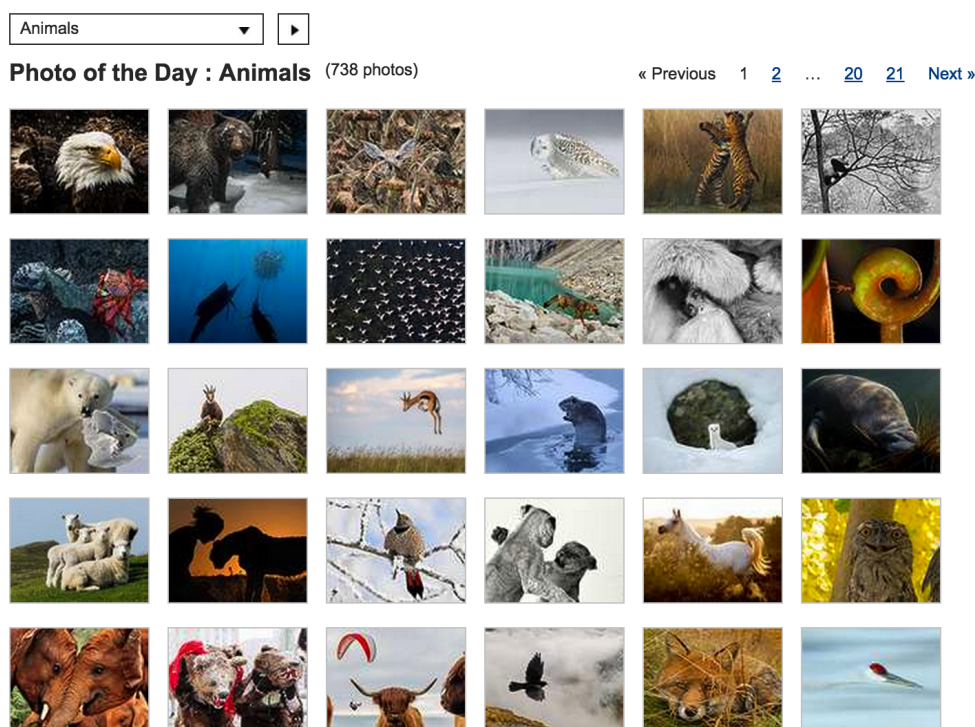 Animals
Photo of the Day : Animals (738 photos) « Previous 1 2 … 20 21 Next »